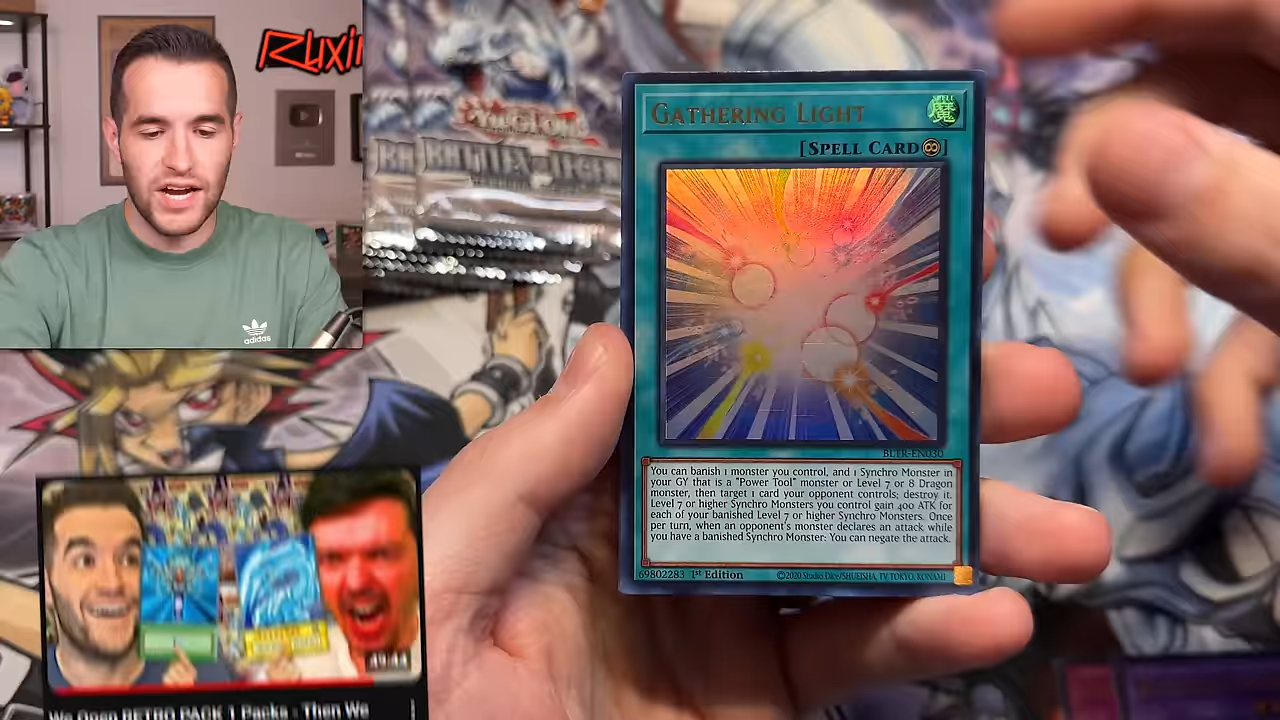 Ruxin
Yu-Gi-Oh!
BATTLES OF LEGEND
adidas
GATHERING LIGHT
SPELL
魔
[SPELL CARD∞]
BLTR-EN030
You can banish 1 monster you control, and 1 Synchro Monster in
your GY that is a "Power Tool" monster or Level 7 or 8 Dragon
monster, then target 1 card your opponent controls; destroy it.
Level 7 or higher Synchro Monsters you control gain 400 ATK for
each of your banished Level 7 or higher Synchro Monsters. Once
per turn, when an opponent's monster declares an attack while
you have a banished Synchro Monster: You can negate the attack.
69802283 1st Edition
©2020 Studio Dice/SHUEISHA, TV TOKYO, KONAMI
40:44
We Open RETRO PACK 1 Packs - Then We